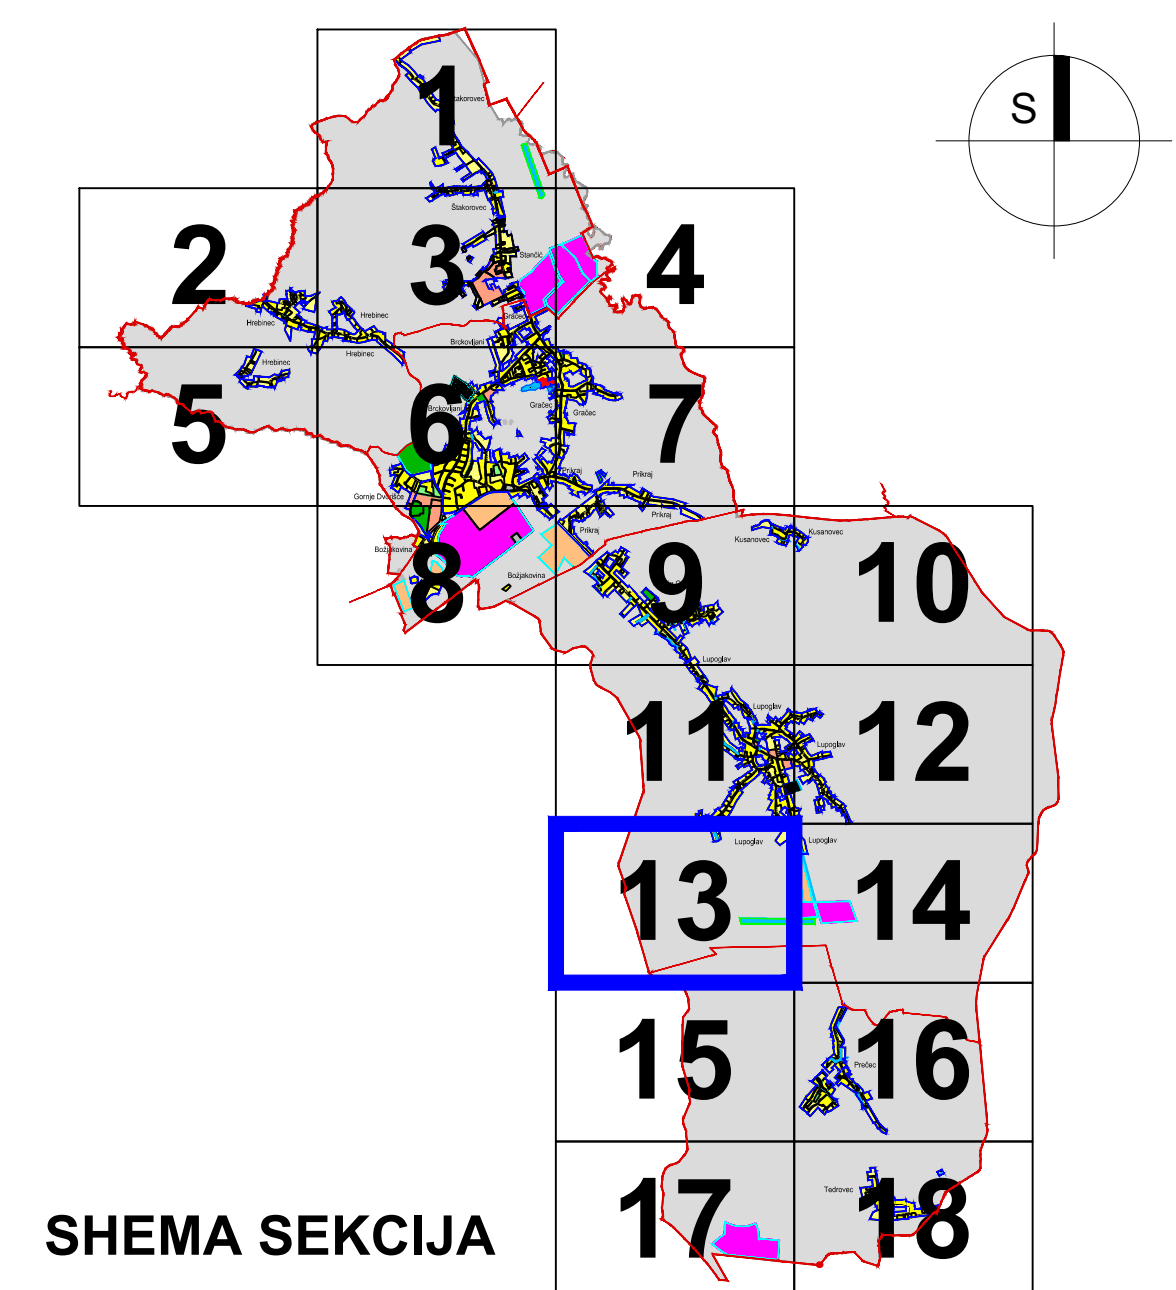 1
Štakorovec
S
2
3
4
Štakorovec
Stančić
Hrebinec
Hrebinec
Hrebinec
Gračec
Brckovljani
5
6
7
Hrebinec
Brckovljani
Gračec
Gračec
Prikraj
Prikraj
Gornje Dvorišće
Prikraj
Prikraj
8
9
10
Božjakovina
Božjakovina
Kusanovec
Kusanovec
Lupoglav
11
12
Lupoglav
Lupoglav
13
14
Lupoglav
Lupoglav
15
16
Prečec
17
18
Tedrovec
SHEMA SEKCIJA